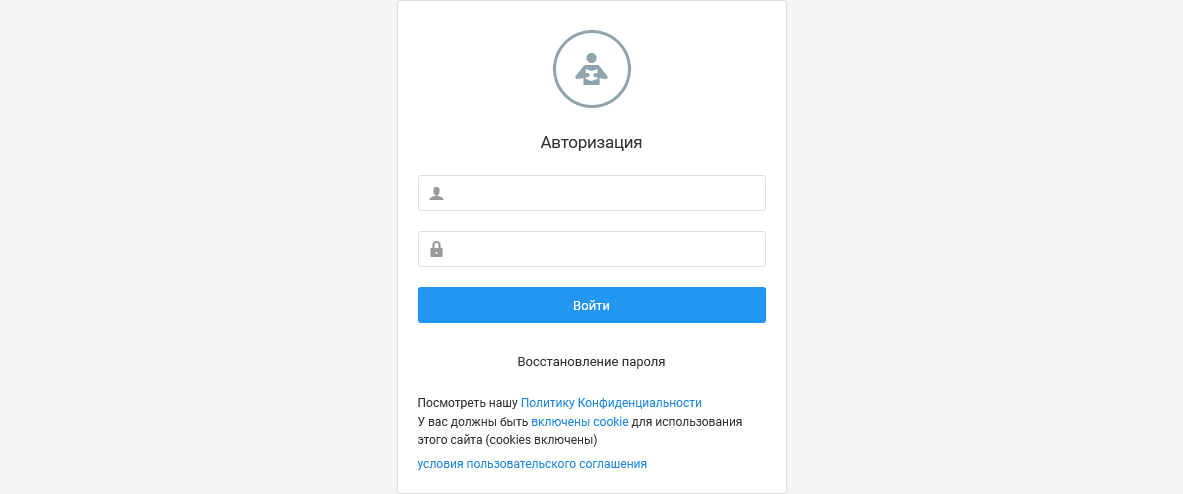 Авторизация
Войти
Восстановление пароля
Посмотреть нашу Политику Конфиденциальности
У вас должны быть включены cookie для использования
этого сайта (cookies включены)
условия пользовательского соглашения